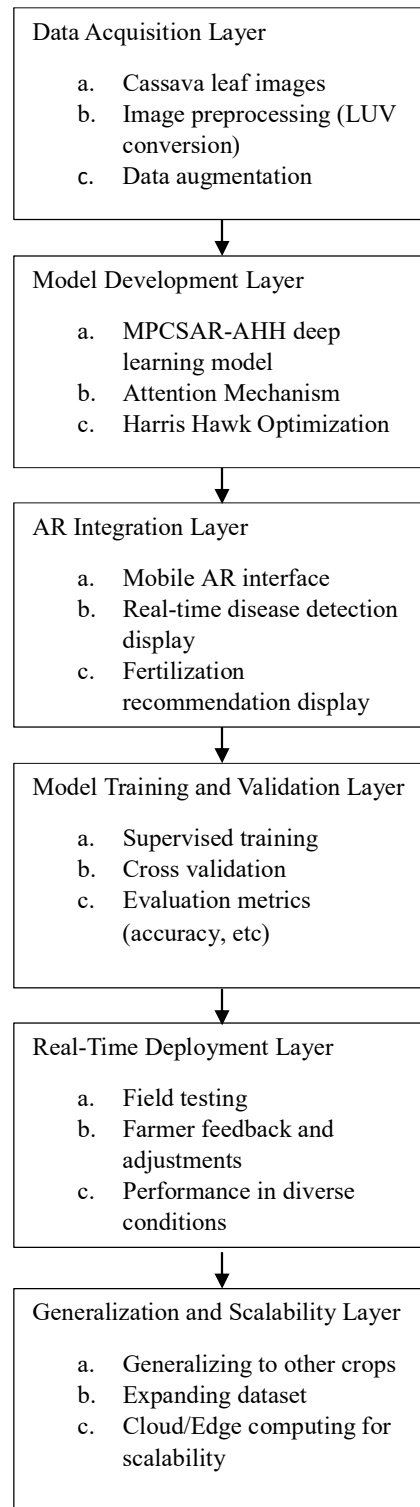 Data Acquisition Layer
a. Cassava leaf images
b. Image preprocessing (LUV
conversion)
c. Data augmentation
Model Development Layer
a. MPCSAR-AHH deep
learning model
b. Attention Mechanism
c. Harris Hawk Optimization
AR Integration Layer
a. Mobile AR interface
b. Real-time disease detection
display
c. Fertilization
recommendation display
Model Training and Validation Layer
a. Supervised training
b. Cross validation
c. Evaluation metrics
(accuracy, etc)
Real-Time Deployment Layer
a. Field testing
b. Farmer feedback and
adjustments
c. Performance in diverse
conditions
Generalization and Scalability Layer
a. Generalizing to other crops
b. Expanding dataset
c. Cloud/Edge computing for
scalability